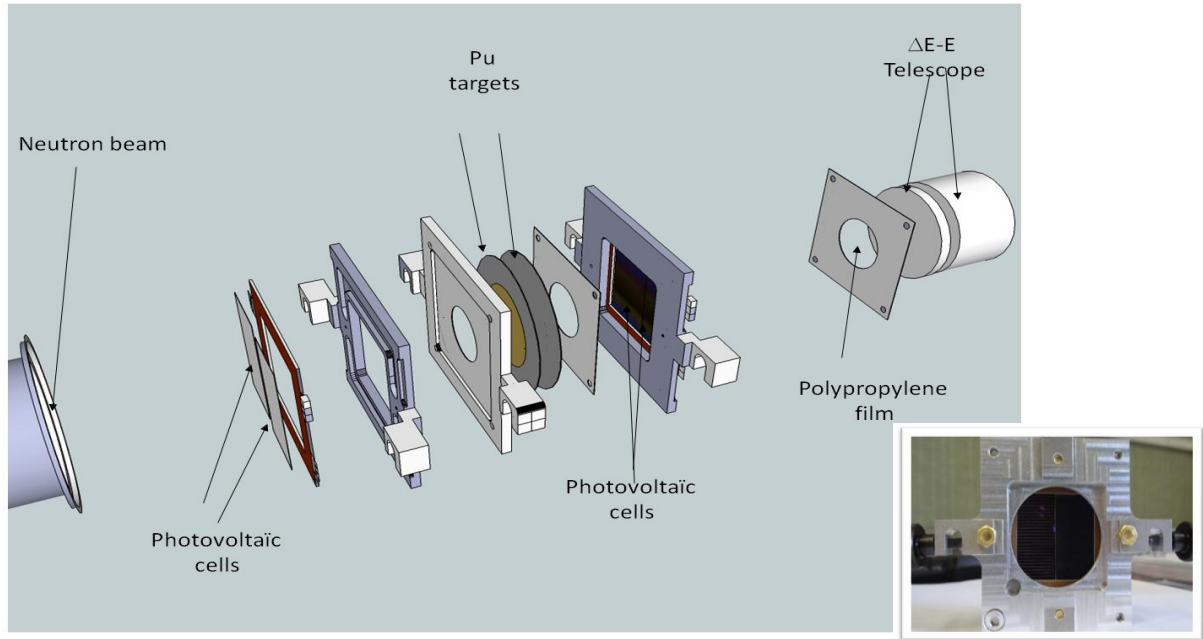 Neutron beam
Pu
targets
ΔE-E
Telescope
Polypropylene
film
Photovoltaïc
cells
Photovoltaïc
cells